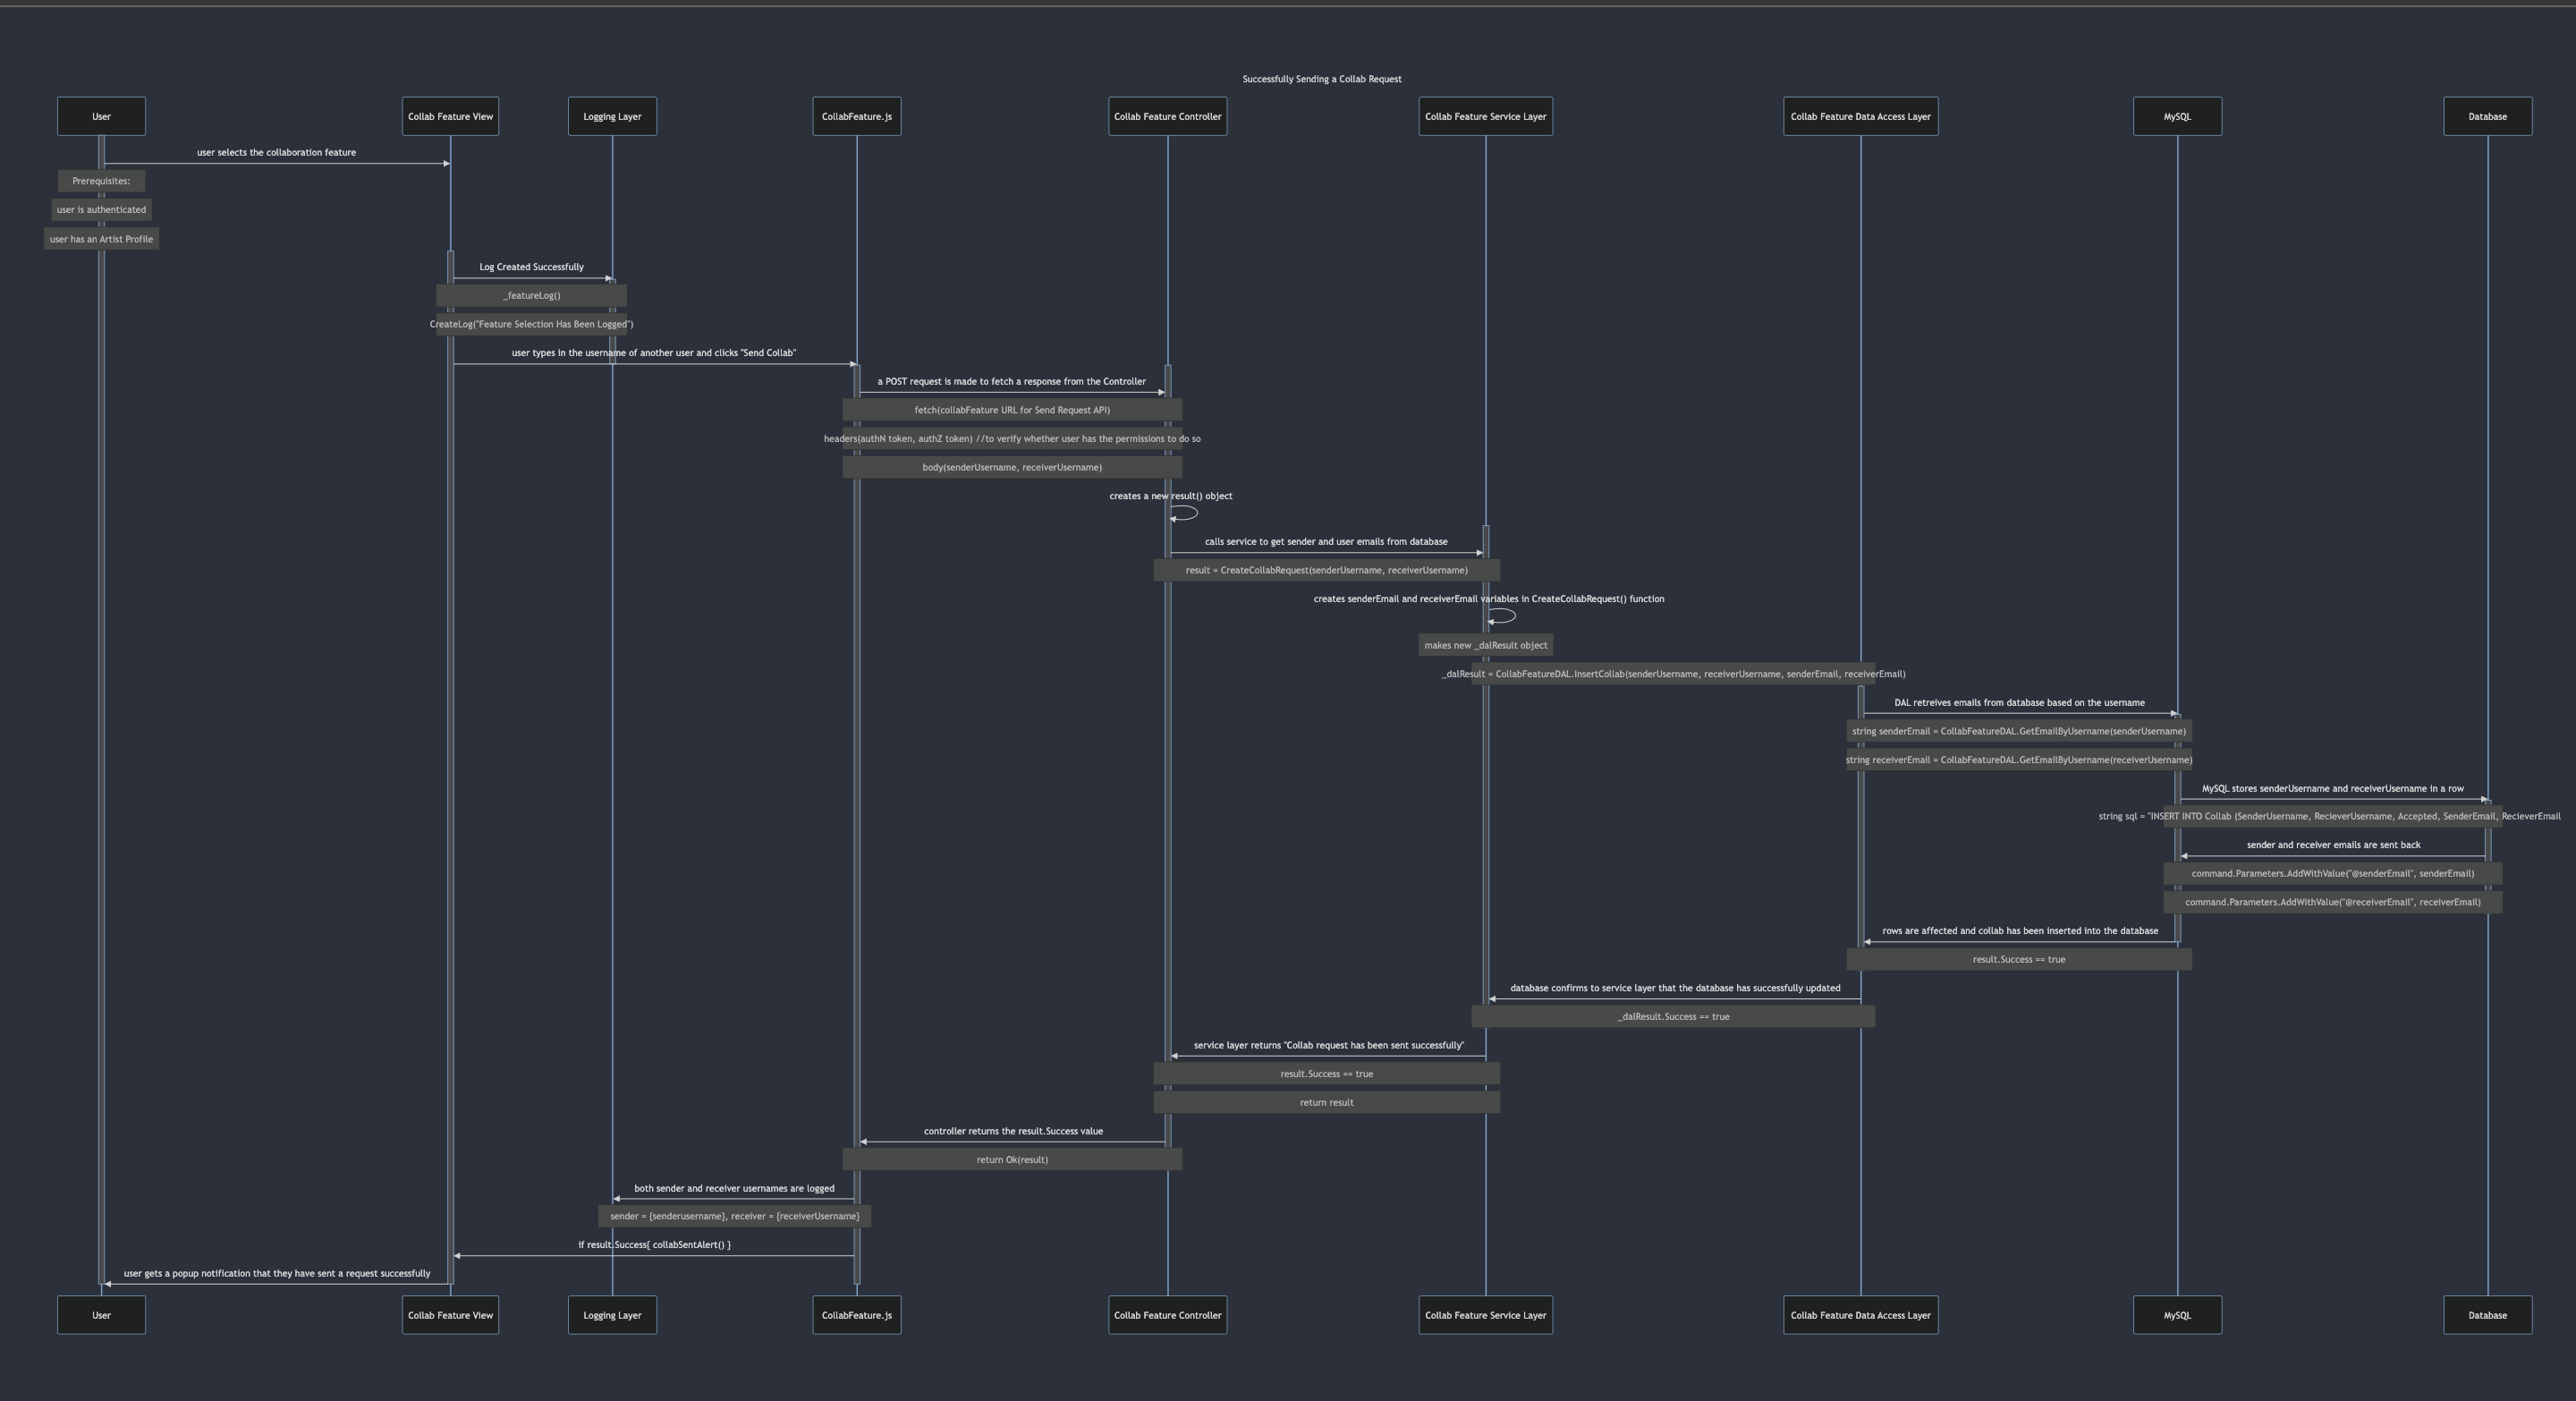 Successfully Sending a Collab Request
User
Collab Feature View
Logging Layer
CollabFeature.js
Collab Feature Controller
Collab Feature Service Layer
Collab Feature Data Access Layer
MySQL
Database
user selects the collaboration feature
Prerequisites:
user is authenticated
user has an Artist Profile
Log Created Successfully
_featureLog()
CreateLog("Feature Selection Has Been Logged")
user types in the username of another user and clicks "Send Collab"
a POST request is made to fetch a response from the Controller
fetch(collabFeature URL for Send Request API)
headers(authN token, authZ token) //to verify whether user has the permissions to do so
body(senderUsername, receiverUsername)
creates a new result() object
calls service to get sender and user emails from database
result = CreateCollabRequest(senderUsername, receiverUsername)
creates senderEmail and receiverEmail variables in CreateCollabRequest() function
makes new _dalResult object
_dalResult = CollabFeatureDAL.InsertCollab(senderUsername, receiverUsername, senderEmail, receiverEmail)
DAL retreives emails from database based on the username
string senderEmail = CollabFeatureDAL.GetEmailByUsername(senderUsername)
string receiverEmail = CollabFeatureDAL.GetEmailByUsername(receiverUsername)
MySQL stores senderUsername and receiverUsername in a row
string sql = "INSERT INTO Collab (SenderUsername, RecieverUsername, Accepted, SenderEmail, RecieverEmail
sender and receiver emails are sent back
command.Parameters.AddWithValue("@senderEmail", senderEmail)
command.Parameters.AddWithValue("@receiverEmail", receiverEmail)
rows are affected and collab has been inserted into the database
result.Success == true
database confirms to service layer that the database has successfully updated
_dalResult.Success == true
service layer returns "Collab request has been sent successfully"
result.Success == true
return result
controller returns the result.Success value
return Ok(result)
both sender and receiver usernames are logged
sender = {senderusername}, receiver = {receiverUsername}
if result.Success{ collabSentAlert() }
user gets a popup notification that they have sent a request successfully
User
Collab Feature View
Logging Layer
CollabFeature.js
Collab Feature Controller
Collab Feature Service Layer
Collab Feature Data Access Layer
MySQL
Database